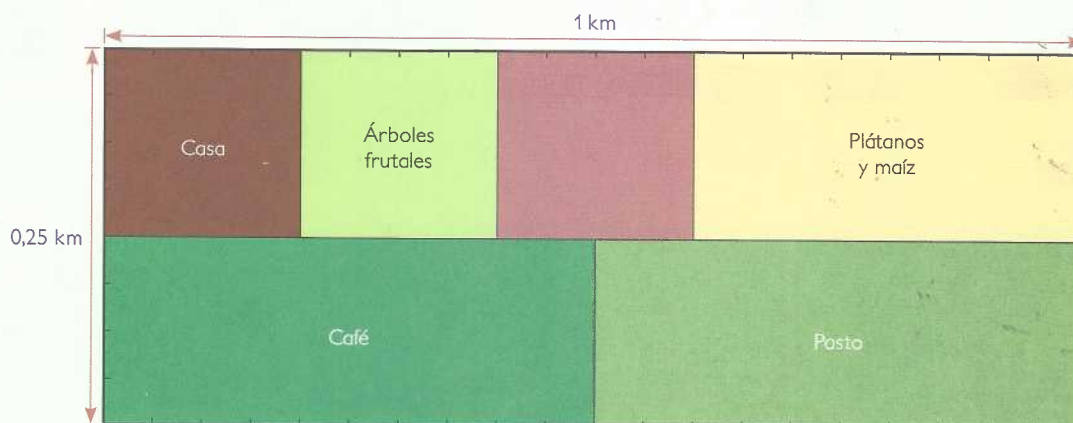 1 km
Casa
Árboles
frutales
Plátanos
y maíz
0,25 km
Café
Pasto